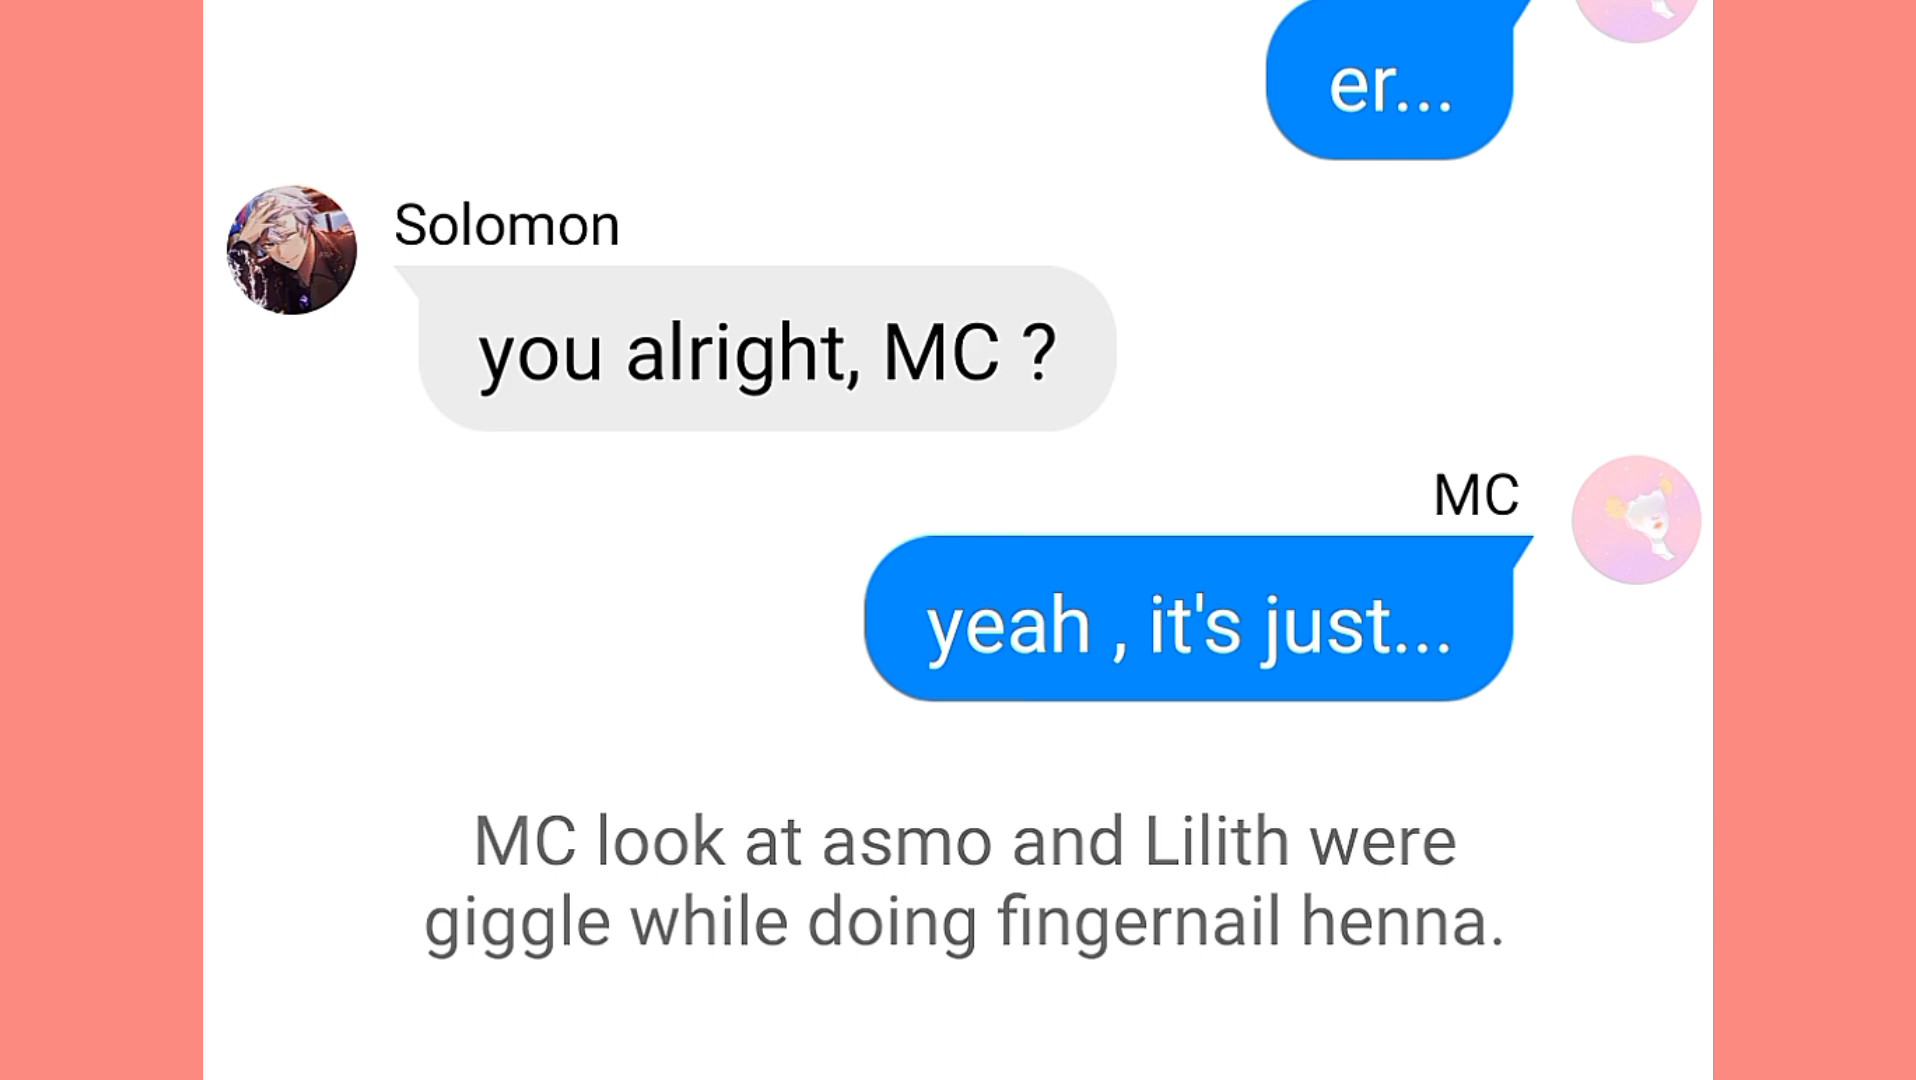 er...
Solomon
you alright, MC ?
MC
yeah , it's just...
MC look at asmo and Lilith were
giggle while doing fingernail henna.